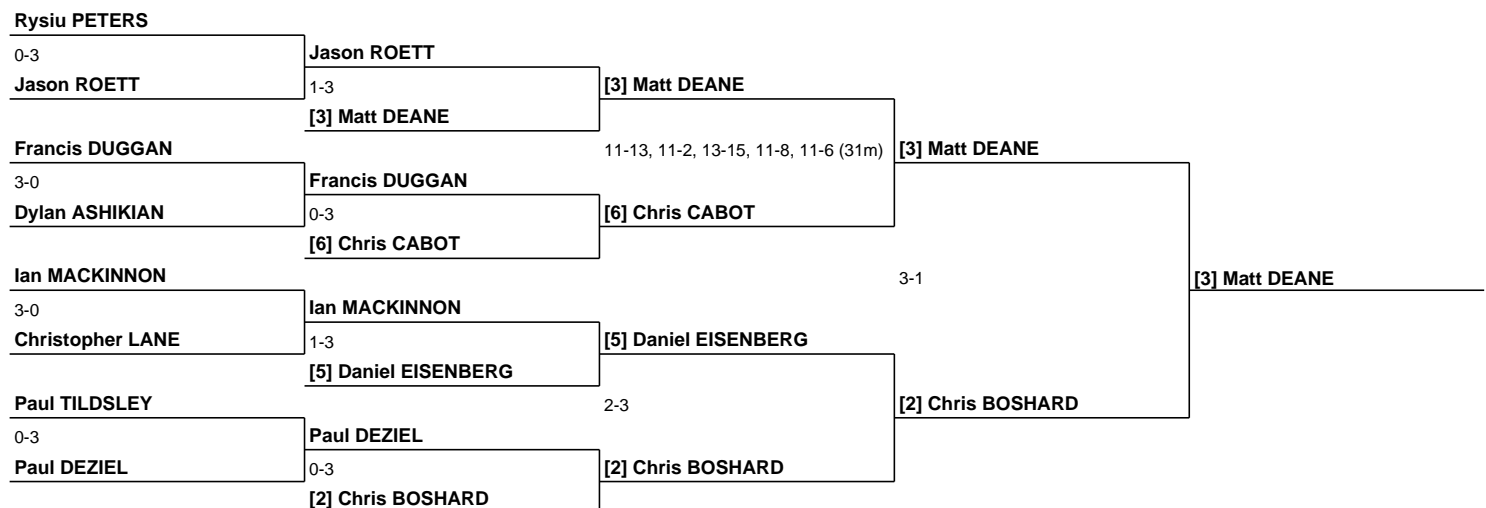 Rysiu PETERS
0-3
Jason ROETT
Jason ROETT
1-3
[3] Matt DEANE
[3] Matt DEANE
Francis DUGGAN
3-0
Dylan ASHIKIAN
Francis DUGGAN
0-3
[6] Chris CABOT
11-13, 11-2, 13-15, 11-8, 11-6 (31m)
[6] Chris CABOT
[3] Matt DEANE
Ian MACKINNON
3-0
Christopher LANE
Ian MACKINNON
1-3
[5] Daniel EISENBERG
[5] Daniel EISENBERG
3-1
[3] Matt DEANE
Paul TILDSLEY
0-3
Paul DEZIEL
Paul DEZIEL
0-3
[2] Chris BOSHARD
2-3
[2] Chris BOSHARD
[2] Chris BOSHARD